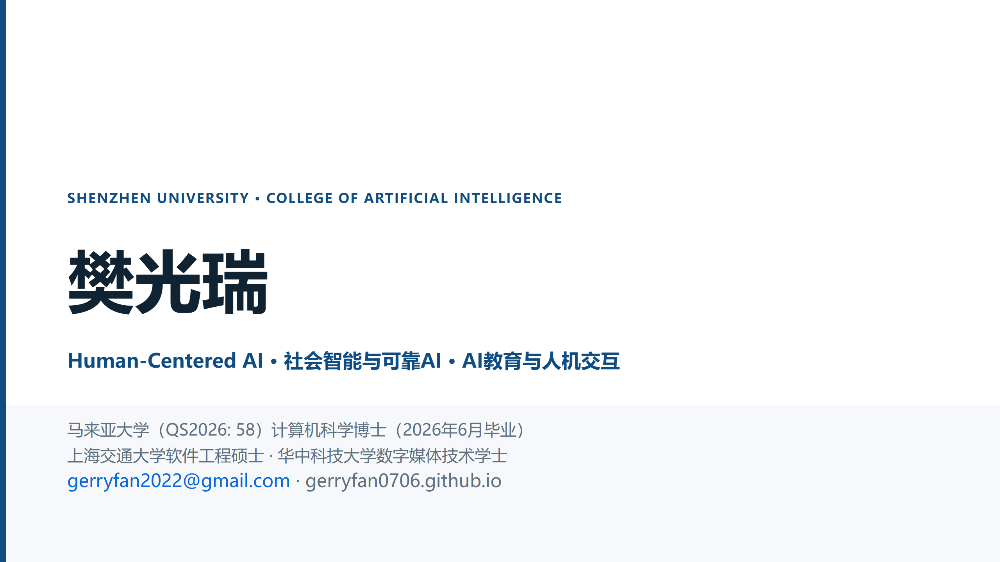 SHENZHEN UNIVERSITY • COLLEGE OF ARTIFICIAL INTELLIGENCE
樊光瑞
Human-Centered AI • 社会智能与可靠AI • AI教育与人机交互
马来亚大学（QS2026: 58）计算机科学博士（2026年6月毕业）
上海交通大学软件工程硕士 · 华中科技大学数字媒体技术学士
gerryfan2022@gmail.com · gerryfan0706.github.io